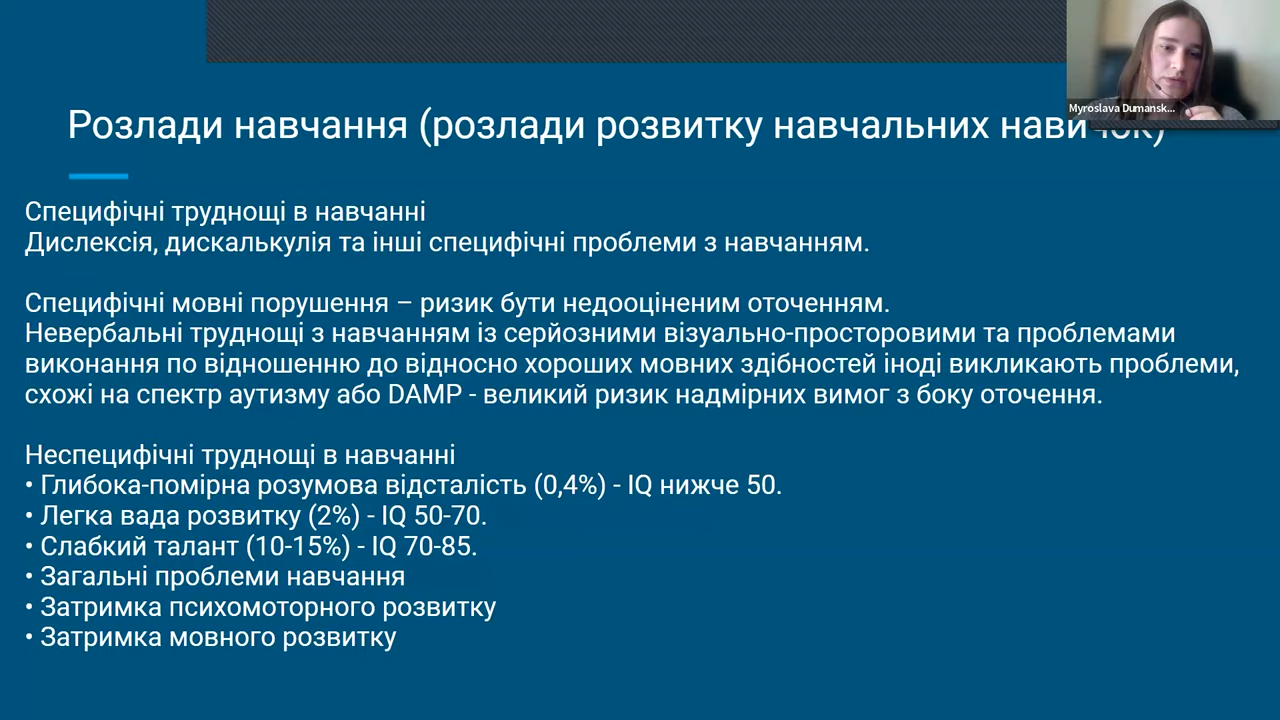 Myroslava Dumansk...
Розлади навчання (розлади розвитку навчальних навичок)
Специфічні труднощі в навчанні
Дислексія, дискалькулія та інші специфічні проблеми з навчанням.
Специфічні мовні порушення – ризик бути недооціненим оточенням.
Невербальні труднощі з навчанням із серйозними візуально-просторовими та проблемами
виконання по відношенню до відносно хороших мовних здібностей іноді викликають проблеми,
схожі на спектр аутизму або DAMP - великий ризик надмірних вимог з боку оточення.
Неспецифічні труднощі в навчанні
• Глибока-помірна розумова відсталість (0,4%) - IQ нижче 50.
• Легка вада розвитку (2%) - IQ 50-70.
• Слабкий талант (10-15%) - IQ 70-85.
• Загальні проблеми навчання
• Затримка психомоторного розвитку
• Затримка мовного розвитку